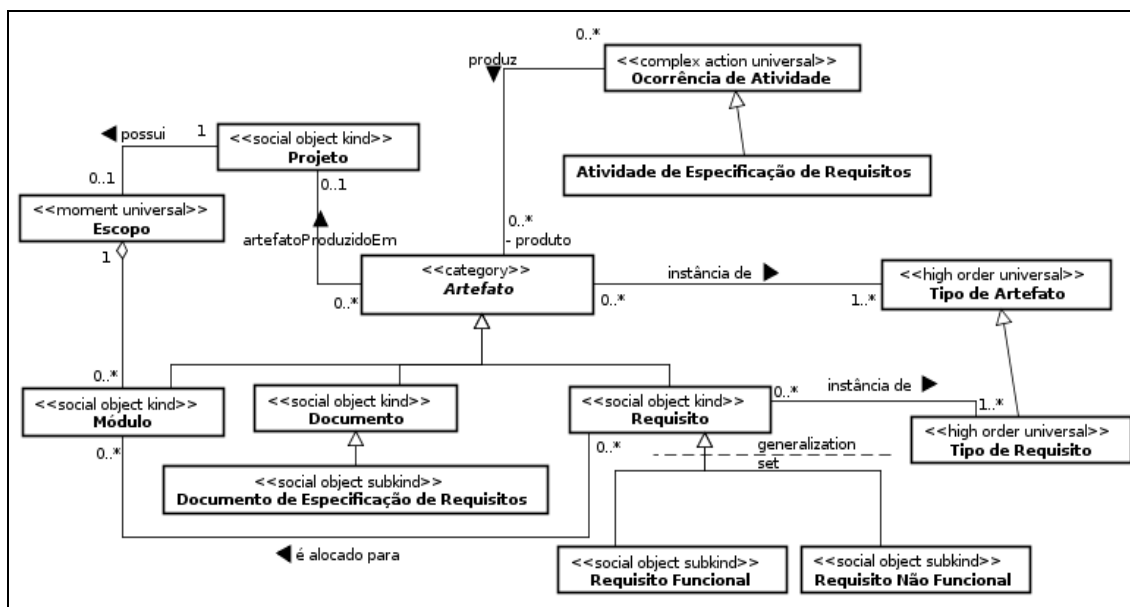 0..*
<<complex action universal>>
Ocorrência de Atividade
produz
possui
1
<<social object kind>>
Projeto
Atividade de Especificação de Requisitos
0..1
0..1
<<moment universal>>
Escopo
1
artefatoProduzidoEm
0..*
- produto
<<category>>
Artefato
instância de
<<high order universal>>
Tipo de Artefato
0..*
0..*
1..*
0..*
<<social object kind>>
Módulo
<<social object kind>>
Documento
<<social object kind>>
Requisito
0..*
instância de
1..*
<<high order universal>>
Tipo de Requisito
0..*
0..*
generalization
set
<<social object subkind>>
Documento de Especificação de Requisitos
é alocado para
<<social object subkind>>
Requisito Funcional
<<social object subkind>>
Requisito Não Funcional